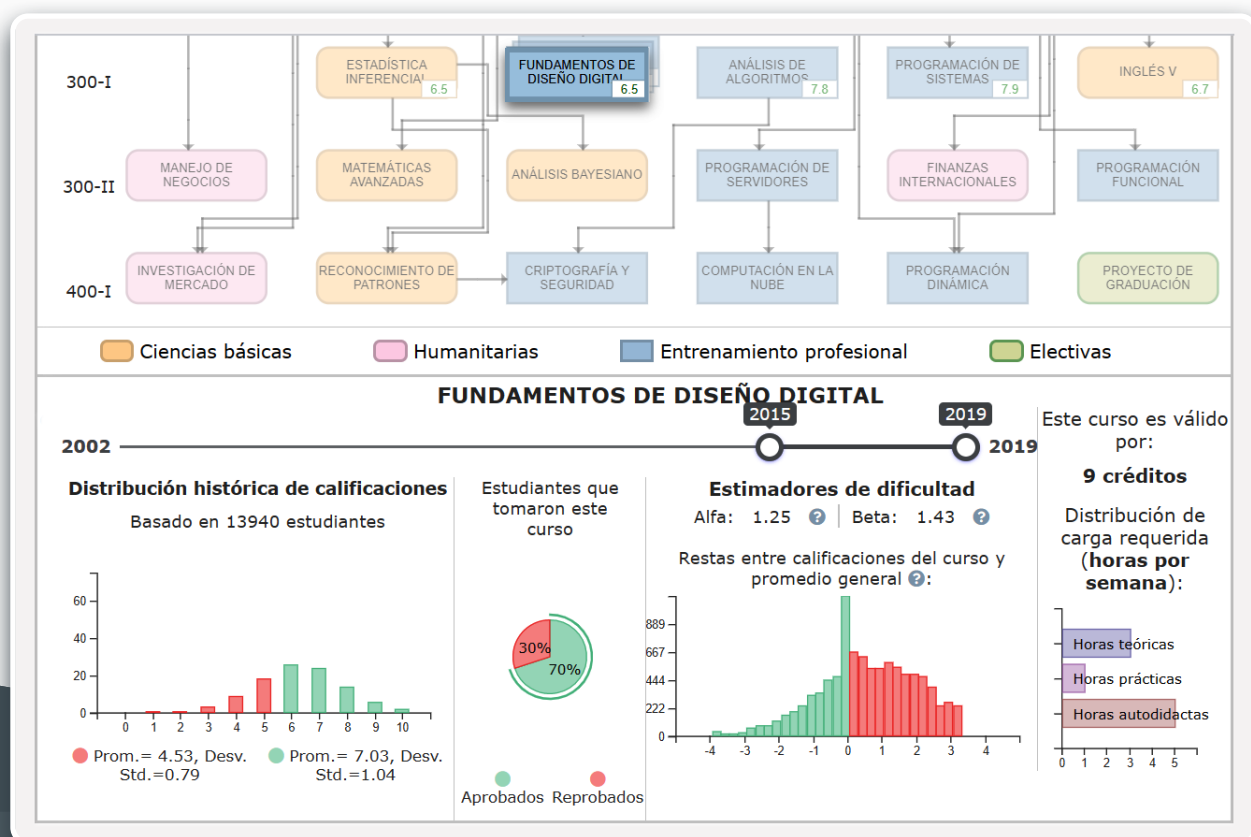 300-I
ESTADÍSTICA
INFERENCIAL
6.5
FUNDAMENTOS DE
DISEÑO DIGITAL
6.5
ANÁLISIS DE
ALGORITMOS
7.8
PROGRAMACIÓN DE
SISTEMAS
7.9
INGLÉS V
6.7
300-II
MANEJO DE
NEGOCIOS
MATEMÁTICAS
AVANZADAS
ANÁLISIS BAYESIANO
PROGRAMACIÓN DE
SERVIDORES
FINANZAS
INTERNACIONALES
PROGRAMACIÓN
FUNCIONAL
400-I
INVESTIGACIÓN DE
MERCADO
RECONOCIMIENTO DE
PATRONES
CRIPTOGRAFÍA Y
SEGURIDAD
COMPUTACIÓN EN LA
NUBE
PROGRAMACIÓN
DINÁMICA
PROYECTO DE
GRADUACIÓN
Ciencias básicas
Humanitarias
Entrenamiento profesional
Electivas
FUNDAMENTOS DE DISEÑO DIGITAL
2015
2019
2002
2019
Distribución histórica de calificaciones
Basado en 13940 estudiantes
60
40
20
0
0 1 2 3 4 5 6 7 8 9 10
Prom.= 4.53, Desv.
Std.=0.79
Prom.= 7.03, Desv.
Std.=1.04
Estudiantes que
tomaron este
curso
30%
70%
Aprobados Reprobados
Estimadores de dificultad
Alfa: 1.25 ? Beta: 1.43 ?
Restas entre calificaciones del curso y
promedio general ?:
889
667
444
222
0
-4 -3 -2 -1 0 1 2 3 4
Este curso es válido
por:
9 créditos
Distribución de
carga requerida
(horas por
semana):
Horas teóricas
Horas prácticas
Horas autodidactas
0 1 2 3 4 5